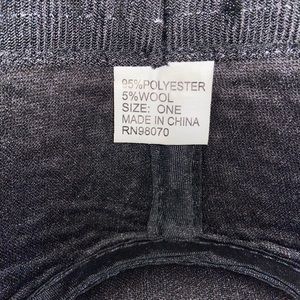 95%POLYESTER
5%WOOL
SIZE: ONE
MADE IN CHINA
RN98070